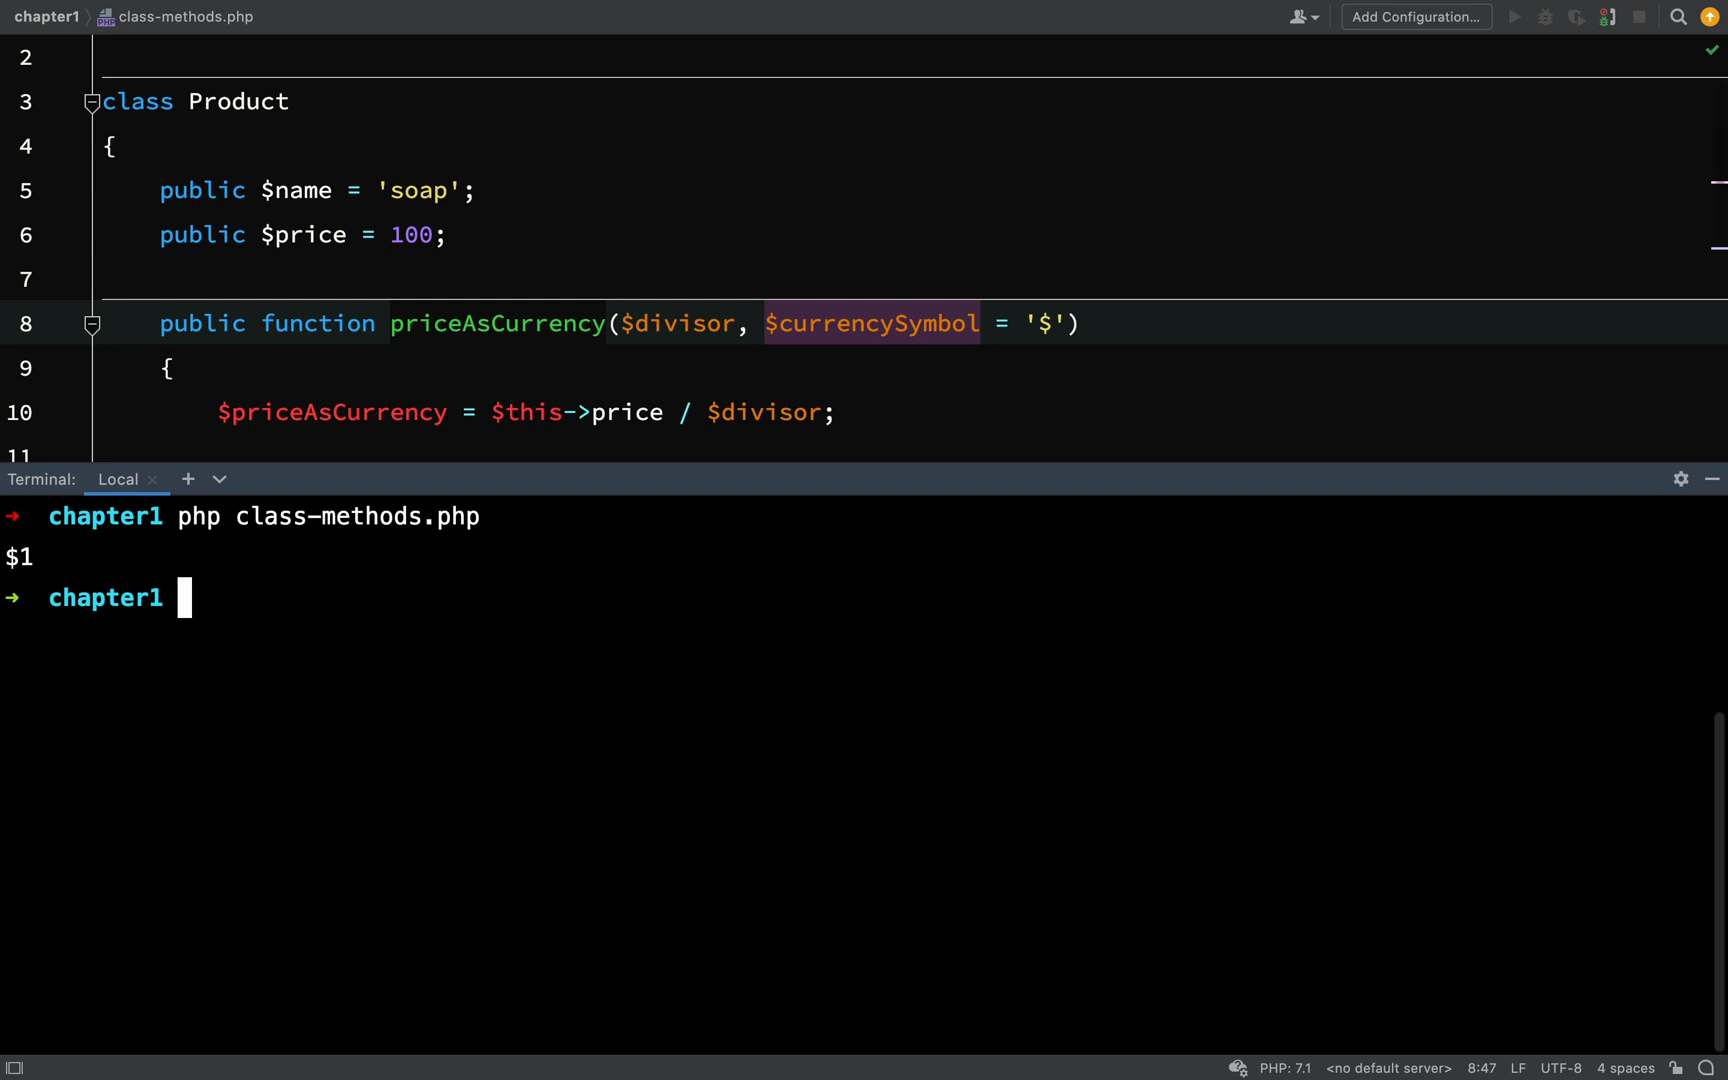 chapter1 class-methods.php Add Configuration...
2
3 class Product
4 {
5 public $name = 'soap';
6 public $price = 100;
7
8 public function priceAsCurrency($divisor, $currencySymbol = '$')
9 {
10 $priceAsCurrency = $this->price / $divisor;
11
Terminal: Local × +
➜ chapter1 php class-methods.php
$1
➜ chapter1
PHP: 7.1 <no default server> 8:47 LF UTF-8 4 spaces